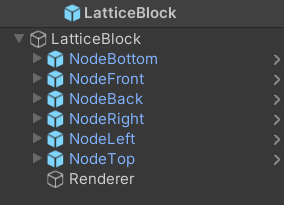 LatticeBlock
LatticeBlock
NodeBottom
NodeFront
NodeBack
NodeRight
NodeLeft
NodeTop
Renderer